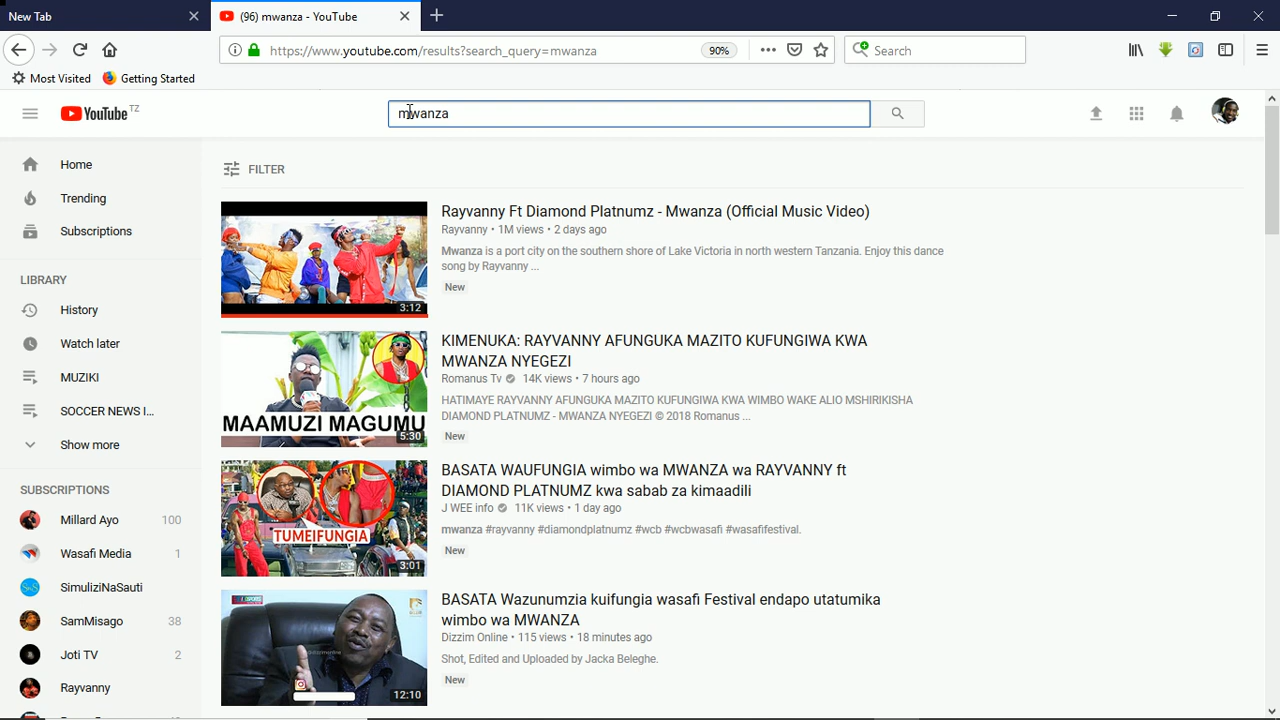 New Tab
(96) mwanza - YouTube
https://www.youtube.com/results?search_query=mwanza
90%
Search
Most Visited
Getting Started
YouTube TZ
mwanza
Home
Trending
Subscriptions
LIBRARY
History
Watch later
MUZIKI
SOCCER NEWS I...
Show more
SUBSCRIPTIONS
Millard Ayo 100
Wasafi Media 1
SimuliziNaSauti
SamMisago 38
Joti TV 2
Rayvanny
FILTER
3:12
Rayvanny Ft Diamond Platnumz - Mwanza (Official Music Video)
Rayvanny • 1M views • 2 days ago
Mwanza is a port city on the southern shore of Lake Victoria in north western Tanzania. Enjoy this dance
song by Rayvanny ...
New
MAAMUZI MAGUMU
5:30
KIMENUKA: RAYVANNY AFUNGUKA MAZITO KUFUNGIWA KWA
MWANZA NYEGEZI
Romanus Tv • 14K views • 7 hours ago
HATIMAYE RAYVANNY AFUNGUKA MAZITO KUFUNGIWA KWA WIMBO WAKE ALIO MSHIRIKISHA
DIAMOND PLATNUMZ - MWANZA NYEGEZI © 2018 Romanus ...
New
TUMEIFUNGIA
3:01
BASATA WAUFUNGIA wimbo wa MWANZA wa RAYVANNY ft
DIAMOND PLATNUMZ kwa sabab za kimaadili
J WEE info • 11K views • 1 day ago
mwanza #rayvanny #diamondplatnumz #wcb #wcbwasafi #wasafifestival.
New
12:10
BASATA Wazunumzia kuifungia wasafi Festival endapo utatumika
wimbo wa MWANZA
Dizzim Online • 115 views • 18 minutes ago
Shot, Edited and Uploaded by Jacka Beleghe.
New